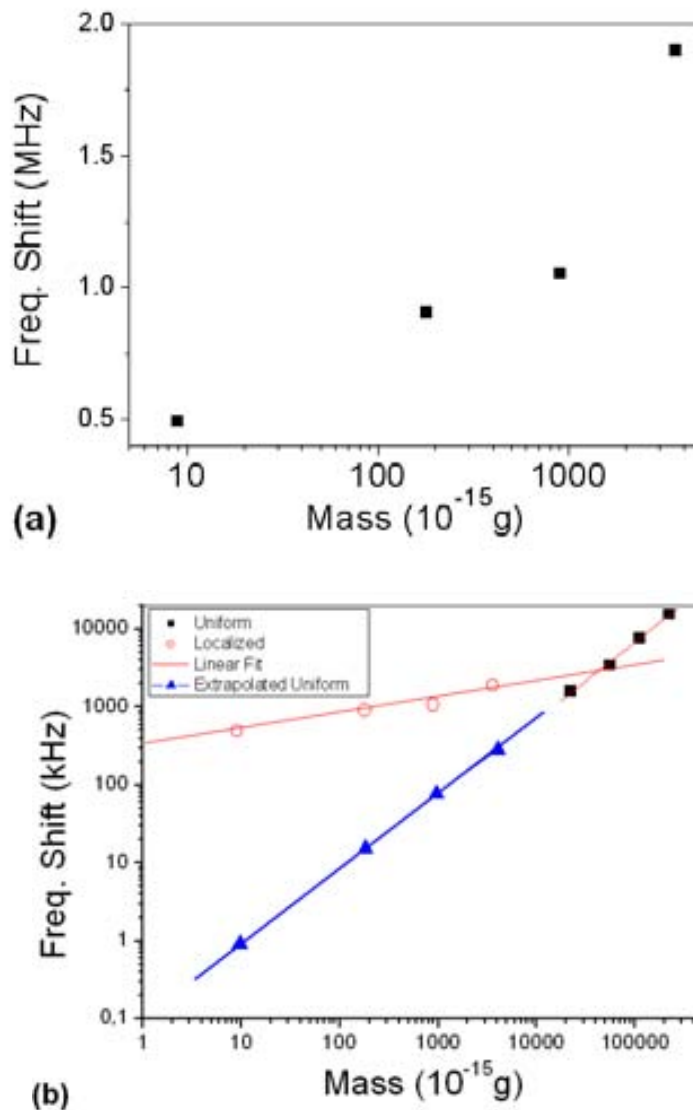 2.0
1.5
1.0
0.5
Freq. Shift (MHz)
10
100
1000
Mass (10⁻¹⁵g)
(a)
10000
1000
100
10
1
0,1
Freq. Shift (kHz)
Uniform
Localized
Linear Fit
Extrapolated Uniform
1
10
100
1000
10000
100000
Mass (10⁻¹⁵g)
(b)